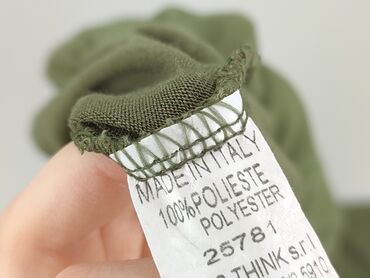 MADE IN ITALY
100%POLIESTE
POLYESTER
25781
THINK s.r.l